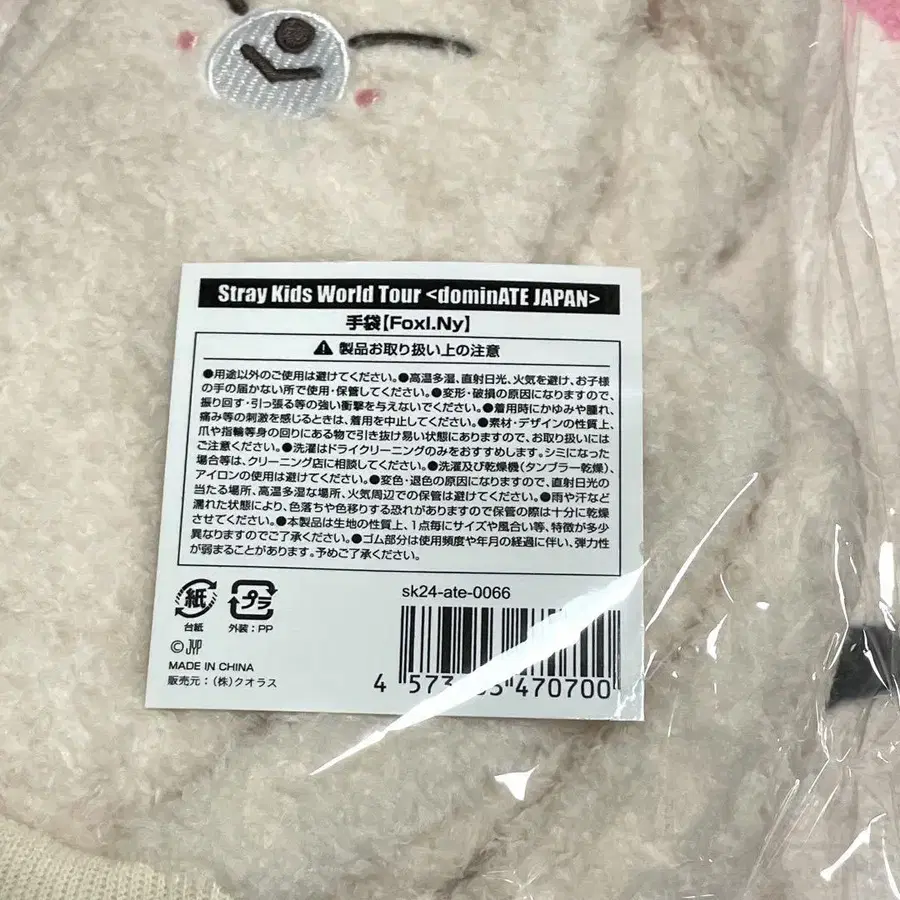 Stray Kids World Tour <dominATE JAPAN>
手袋【FoxI.Ny】
製品お取り扱い上の注意
●用途以外のご使用は避けてください。●高温多湿、直射日光、火気を避け、お子様
の手の届かない所で使用・保管してください。●変形・破損の原因になりますので、
振り回す・引っ張る等の強い衝撃を与えないでください。●着用時にかゆみや腫れ、
痛み等の刺激を感じるときは、着用を中止してください。●素材・デザインの性質上、
爪や指輪等身の回りにある物で引き抜け易い状態にありますので、お取り扱いには
ご注意ください。●洗濯はドライクリーニングのみをおすすめします。シミになった
場合等は、クリーニング店に相談してください。●洗濯及び乾燥機(タンブラー乾燥)、
アイロンの使用は避けてください。●変色・退色の原因になりますので、直射日光の
当たる場所、高温多湿な場所、火気周辺での保管は避けてください。●雨や汗など
濡れた状態により、色落ちや色移りする恐れがありますので保管の際は十分に乾燥
させてください。●本製品は生地の性質上、1点毎にサイズや風合い等、特徴が多少
異なりますのでご了承ください。●ゴム部分は使用頻度や年月の経過に伴い、弾力性
が弱まることがあります。予めご了承ください。
紙
台紙
プラ
外装:PP
sk24-ate-0066
©JYP
MADE IN CHINA
販売元:(株)クオラス
4 573 470700